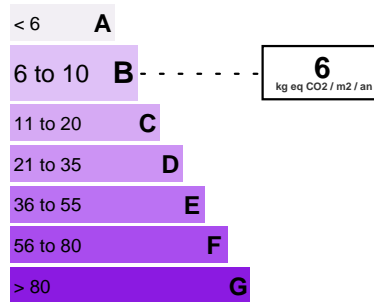 < 6 A
6 to 10 B - - - - - - - 6
kg eq CO2 / m2 / an
11 to 20 C
21 to 35 D
36 to 55 E
56 to 80 F
> 80 G